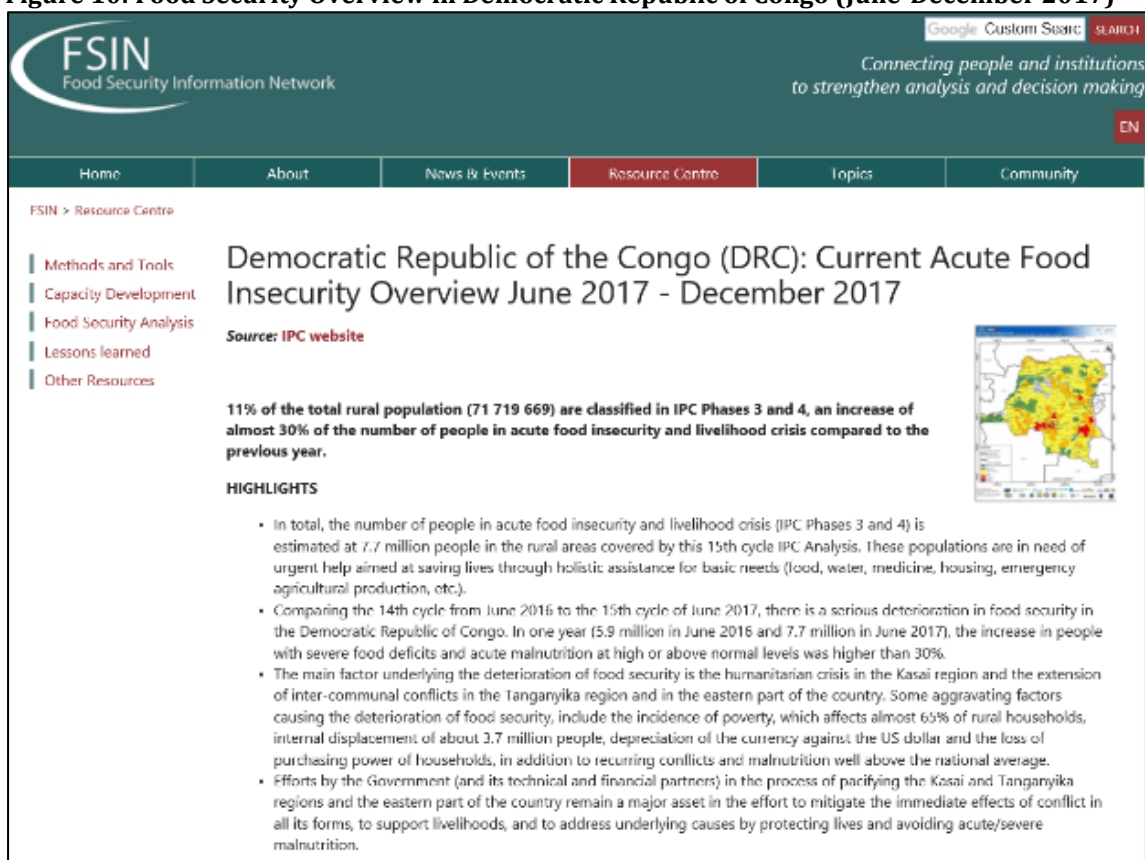 Figure 10: Food Security Overview in Democratic Republic of Congo (June-December 2017)
Google Custom Searc SEARCH
FSIN
Food Security Information Network
Connecting people and institutions
to strengthen analysis and decision making
EN
Home About News & Events Resource Centre Topics Community
FSIN > Resource Centre
Methods and Tools
Capacity Development
Food Security Analysis
Lessons learned
Other Resources
Democratic Republic of the Congo (DRC): Current Acute Food
Insecurity Overview June 2017 - December 2017
Source: IPC website
11% of the total rural population (71 719 669) are classified in IPC Phases 3 and 4, an increase of
almost 30% of the number of people in acute food insecurity and livelihood crisis compared to the
previous year.
HIGHLIGHTS
• In total, the number of people in acute food insecurity and livelihood crisis (IPC Phases 3 and 4) is
estimated at 7.7 million people in the rural areas covered by this 15th cycle IPC Analysis. These populations are in need of
urgent help aimed at saving lives through holistic assistance for basic needs (food, water, medicine, housing, emergency
agricultural production, etc.).
• Comparing the 14th cycle from June 2016 to the 15th cycle of June 2017, there is a serious deterioration in food security in
the Democratic Republic of Congo. In one year (5.9 million in June 2016 and 7.7 million in June 2017), the increase in people
with severe food deficits and acute malnutrition at high or above normal levels was higher than 30%.
• The main factor underlying the deterioration of food security is the humanitarian crisis in the Kasai region and the extension
of inter-communal conflicts in the Tanganyika region and in the eastern part of the country. Some aggravating factors
causing the deterioration of food security, include the incidence of poverty, which affects almost 65% of rural households,
internal displacement of about 3.7 million people, depreciation of the currency against the US dollar and the loss of
purchasing power of households, in addition to recurring conflicts and malnutrition well above the national average.
• Efforts by the Government (and its technical and financial partners) in the process of pacifying the Kasai and Tanganyika
regions and the eastern part of the country remain a major asset in the effort to mitigate the immediate effects of conflict in
all its forms, to support livelihoods, and to address underlying causes by protecting lives and avoiding acute/severe
malnutrition.